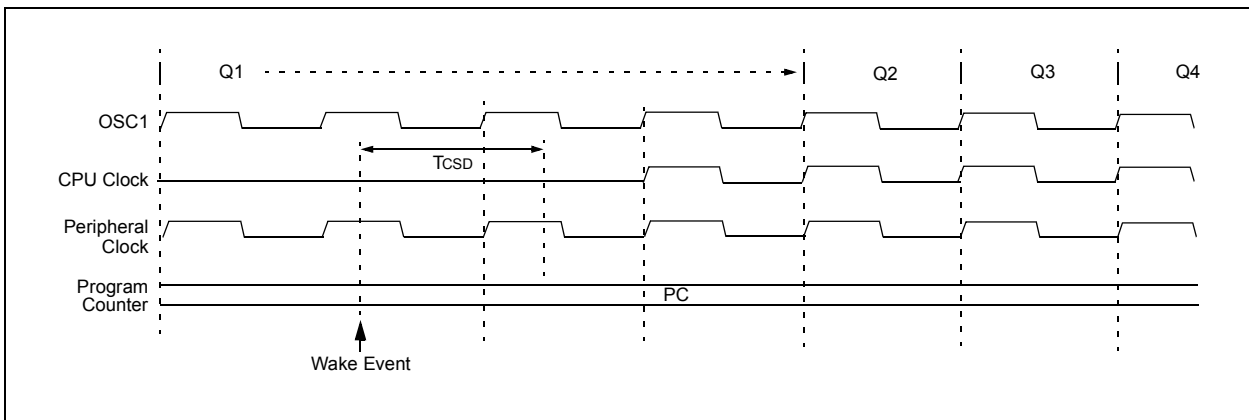 Q1
Q2
Q3
Q4
OSC1
TCSD
CPU Clock
Peripheral
Clock
Program
Counter
PC
Wake Event